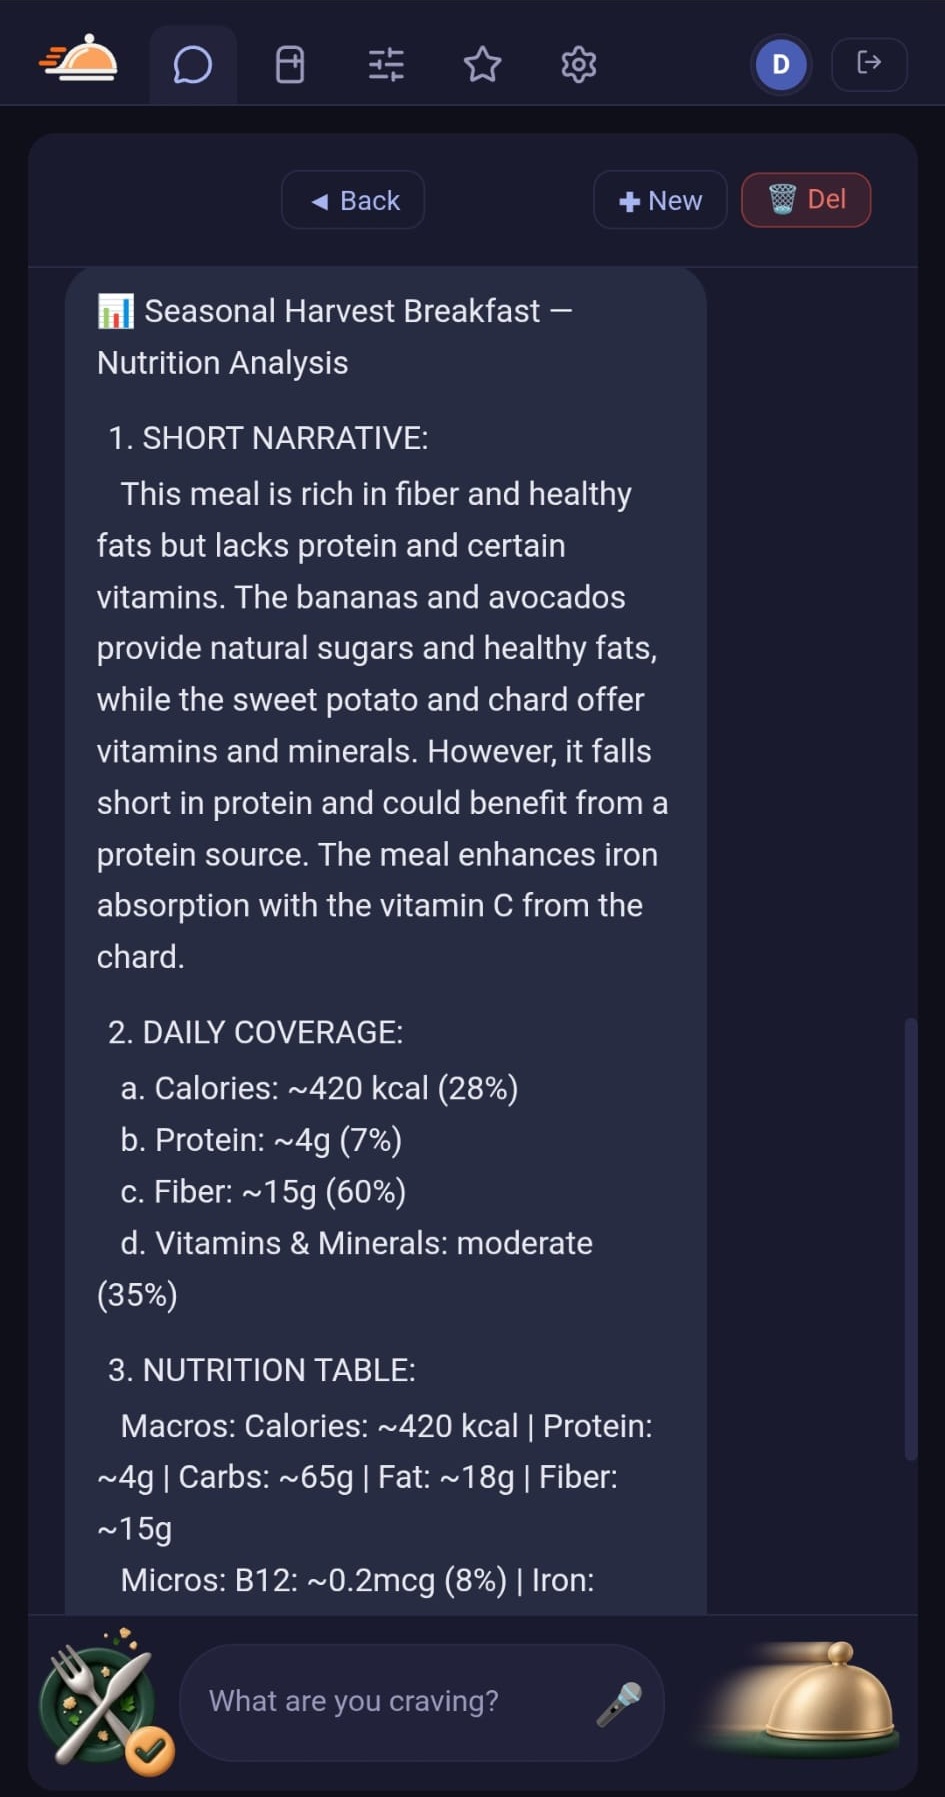 D
◄ Back
New
Del
Seasonal Harvest Breakfast —
Nutrition Analysis
1. SHORT NARRATIVE:
This meal is rich in fiber and healthy
fats but lacks protein and certain
vitamins. The bananas and avocados
provide natural sugars and healthy fats,
while the sweet potato and chard offer
vitamins and minerals. However, it falls
short in protein and could benefit from a
protein source. The meal enhances iron
absorption with the vitamin C from the
chard.
2. DAILY COVERAGE:
a. Calories: ~420 kcal (28%)
b. Protein: ~4g (7%)
c. Fiber: ~15g (60%)
d. Vitamins & Minerals: moderate
(35%)
3. NUTRITION TABLE:
Macros: Calories: ~420 kcal | Protein:
~4g | Carbs: ~65g | Fat: ~18g | Fiber:
~15g
Micros: B12: ~0.2mcg (8%) | Iron:
What are you craving?